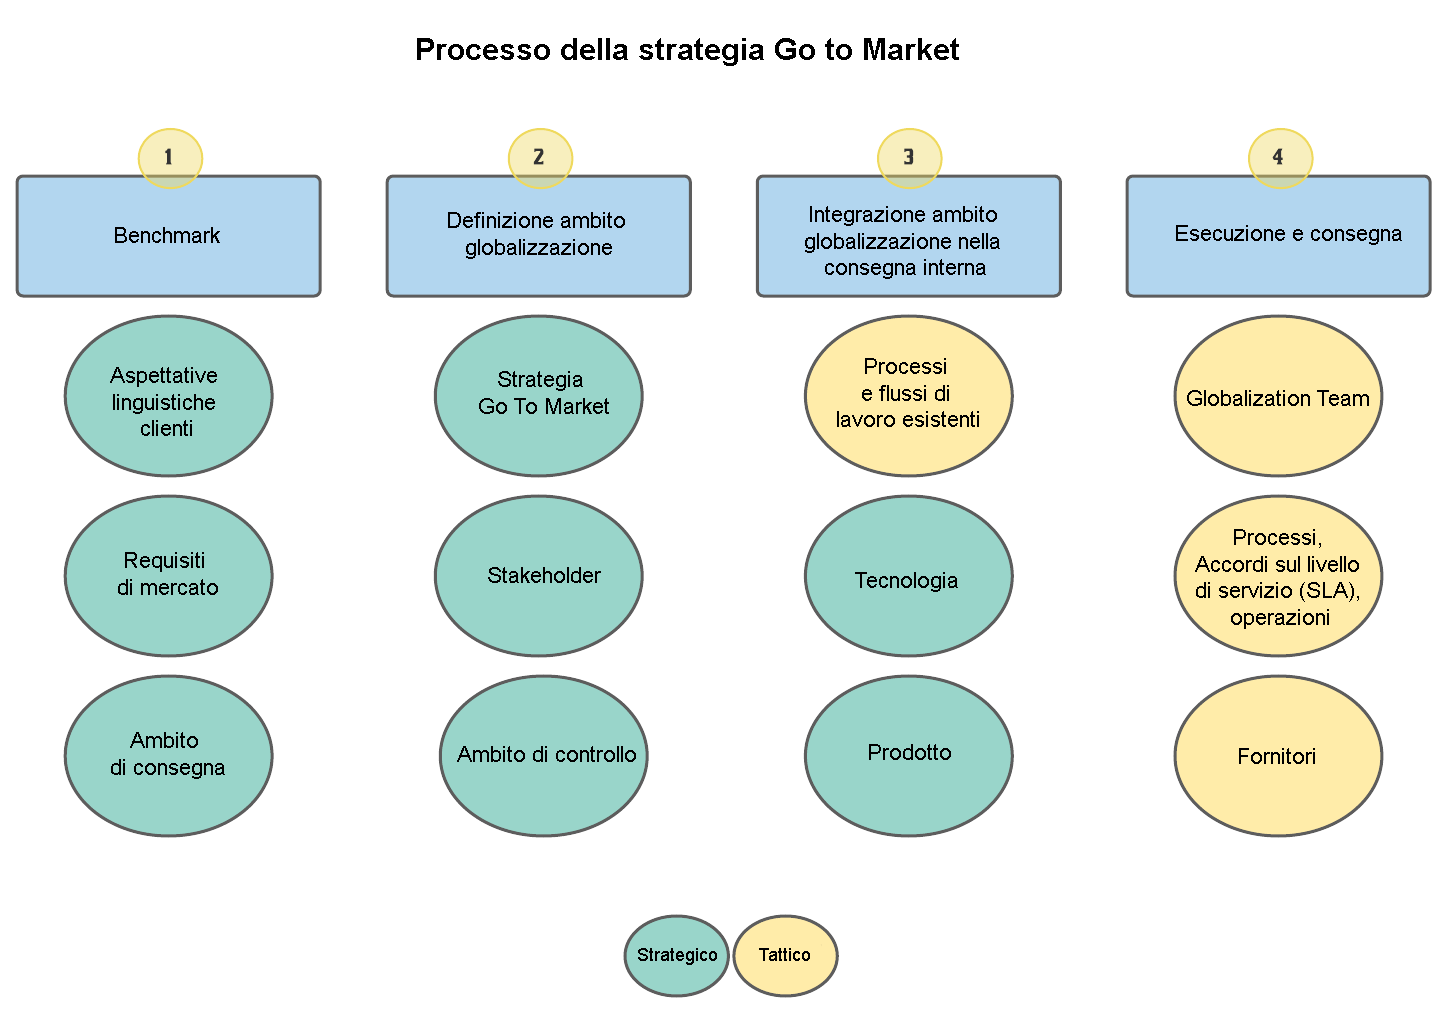 Processo della strategia Go to Market
1
Benchmark
Aspettative
linguistiche
clienti
Requisiti
di mercato
Ambito
di consegna
2
Definizione ambito
globalizzazione
Strategia
Go To Market
Stakeholder
Ambito di controllo
3
Integrazione ambito
globalizzazione nella
consegna interna
Processi
e flussi di
lavoro esistenti
Tecnologia
Prodotto
4
Esecuzione e consegna
Globalization Team
Processi,
Accordi sul livello
di servizio (SLA),
operazioni
Fornitori
Strategico
Tattico